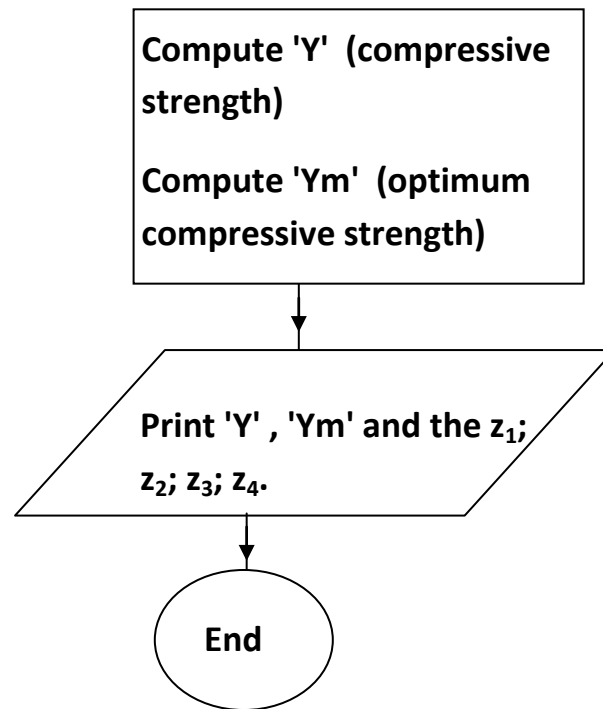 Compute 'Y' (compressive
strength)
Compute 'Ym' (optimum
compressive strength)
Print 'Y' , 'Ym' and the z₁;
z₂; z₃; z₄.
End